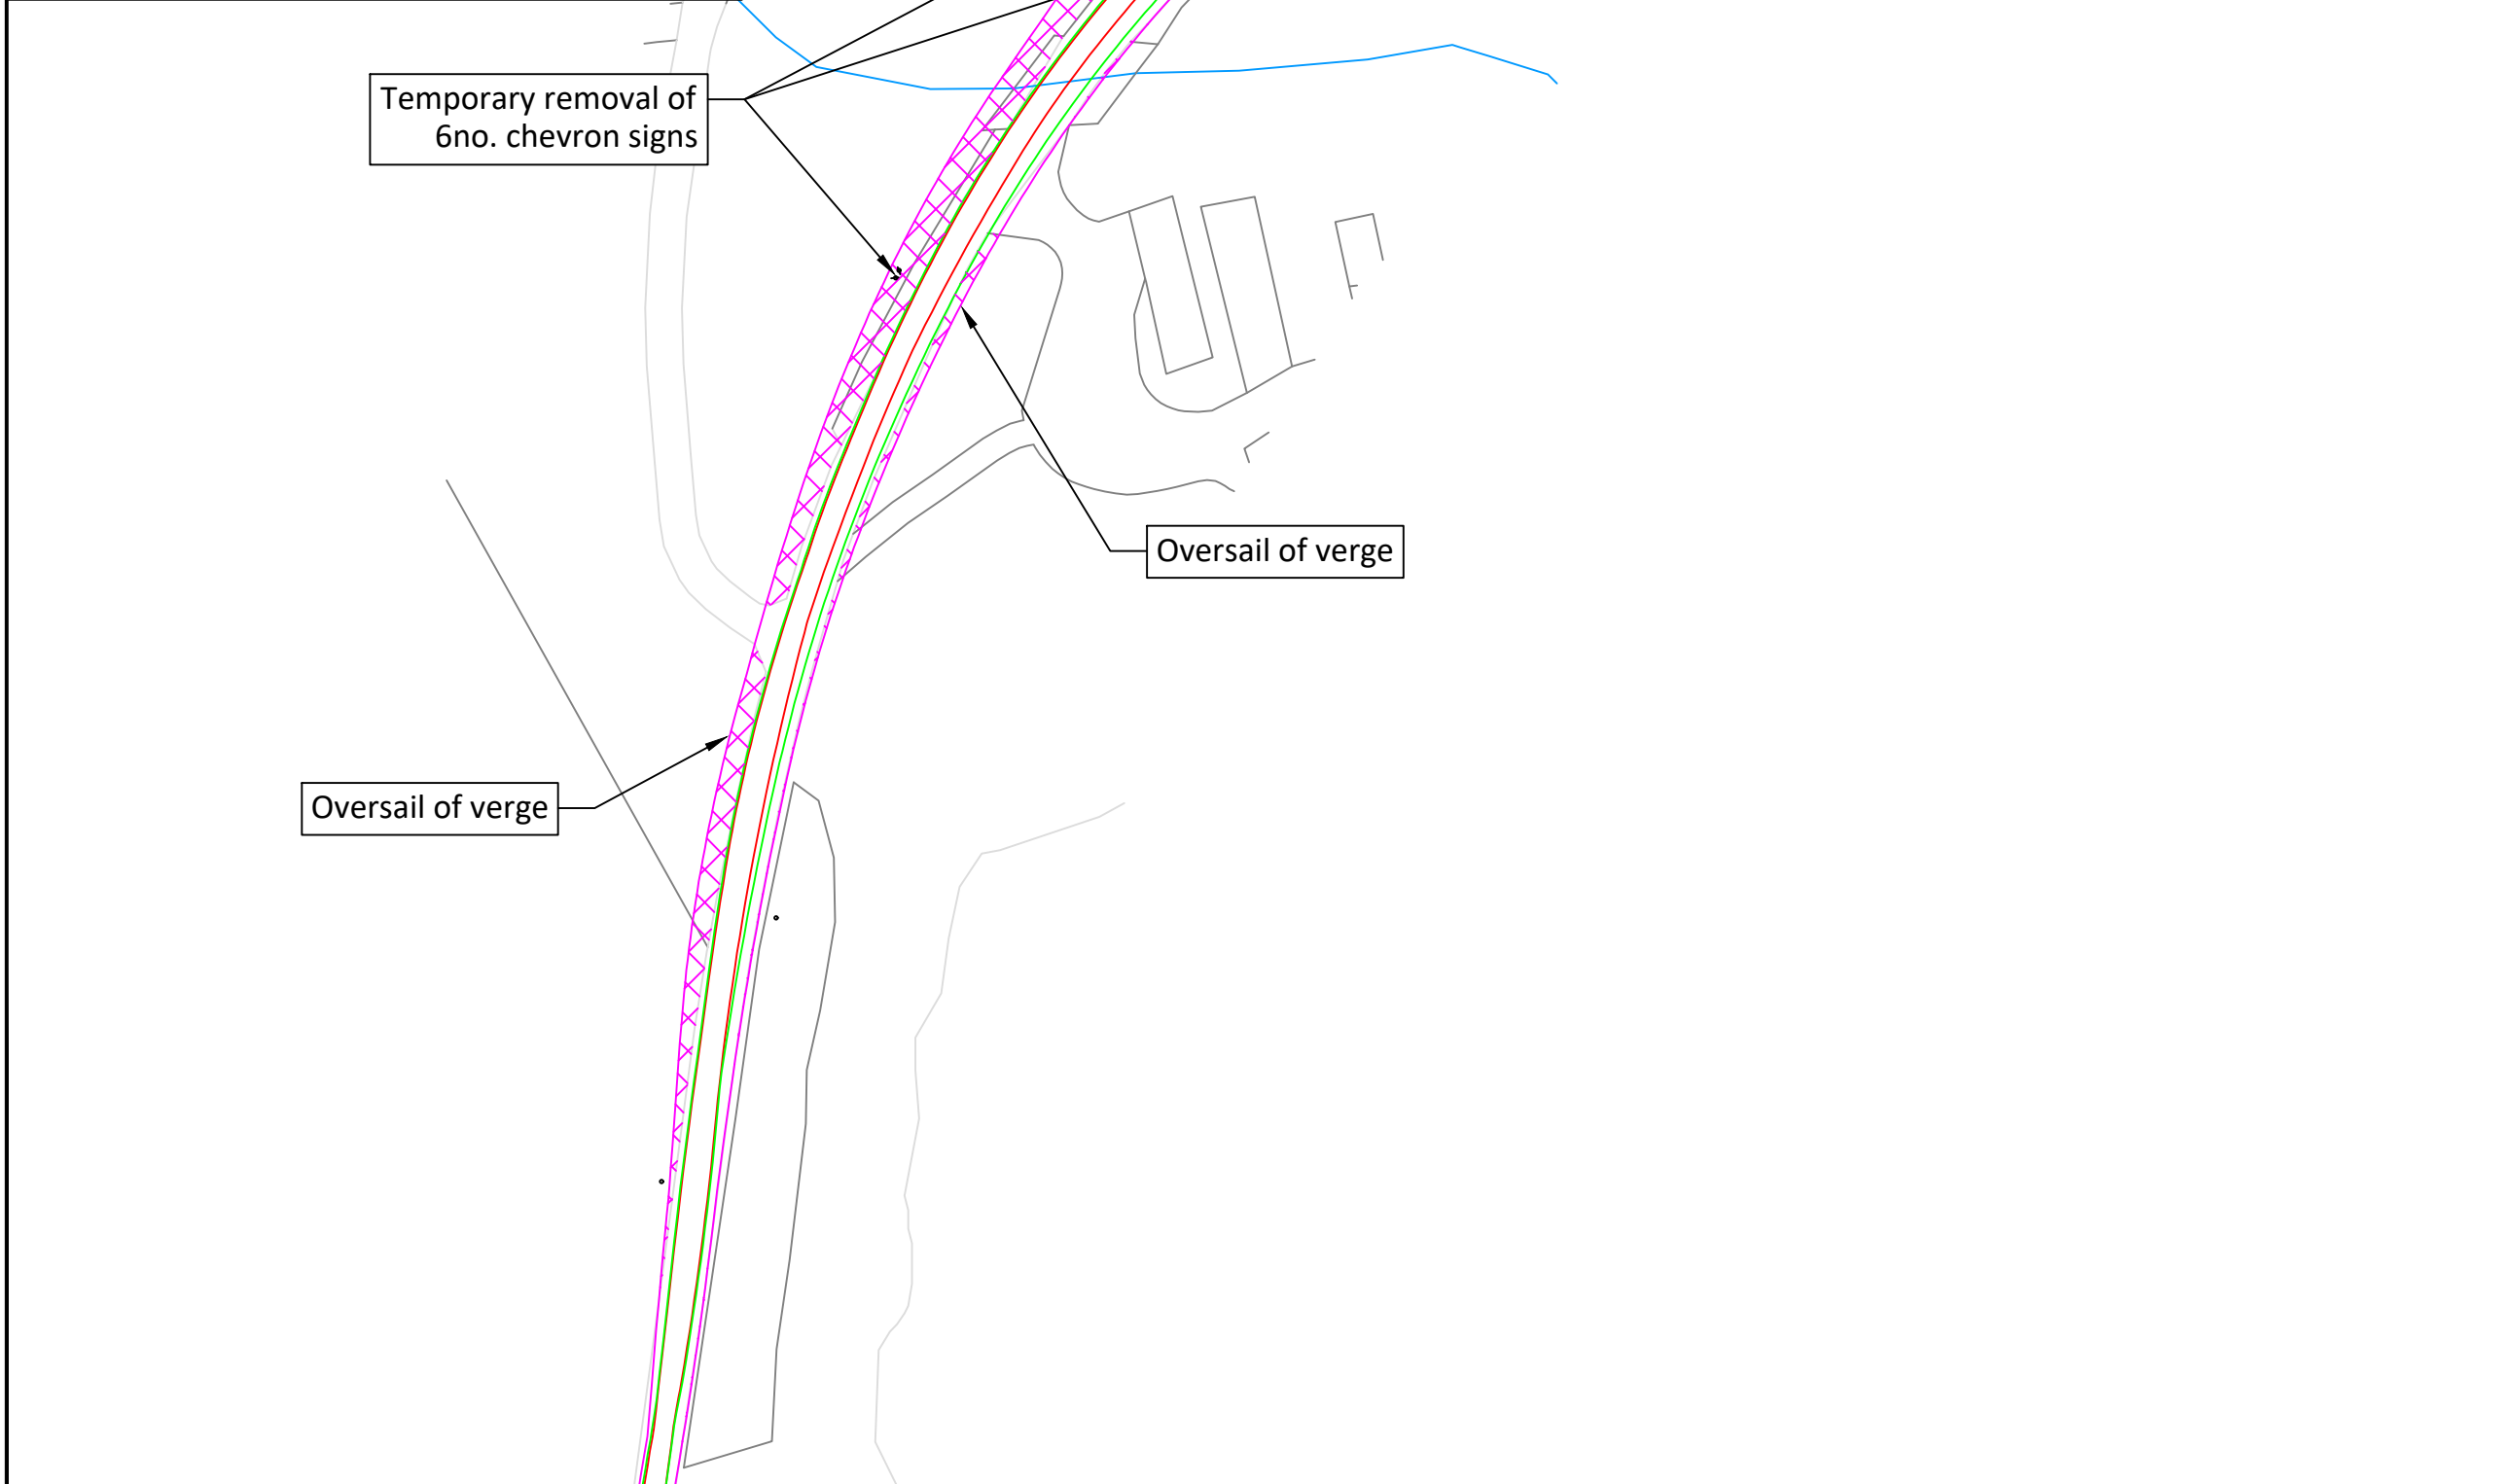 Temporary removal of
6no. chevron signs
Oversail of verge
Oversail of verge